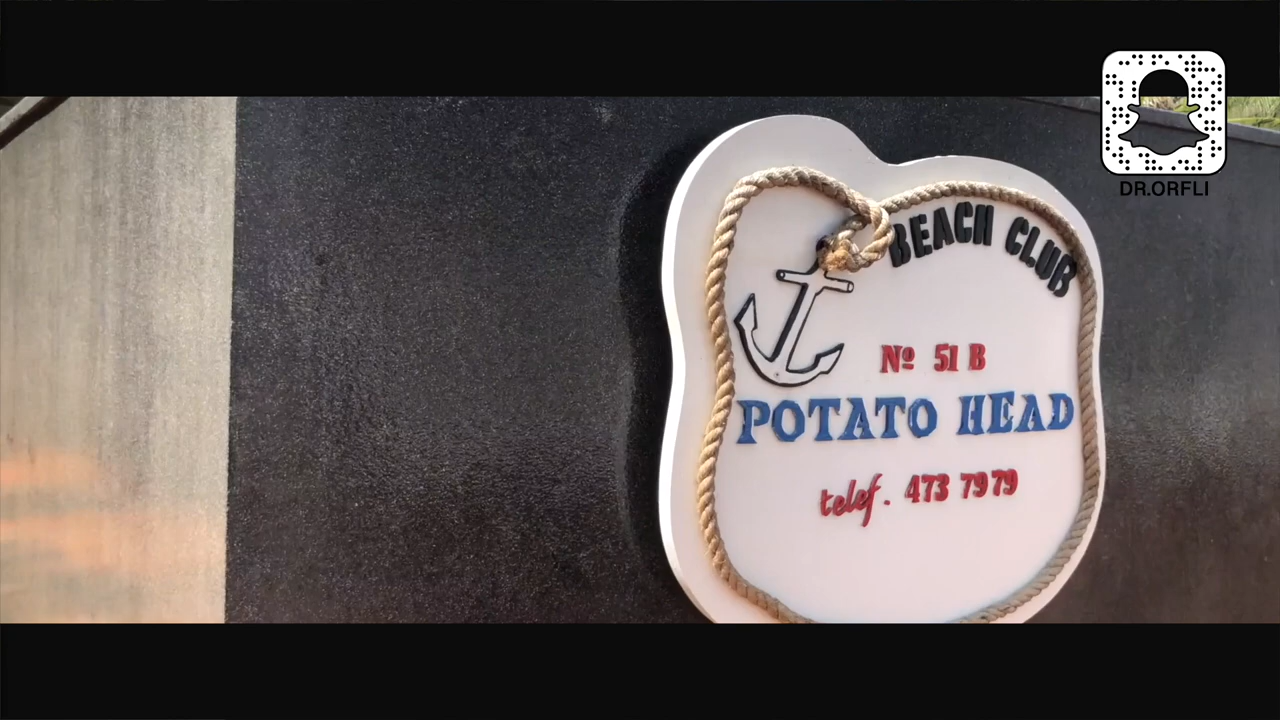 DR.ORFLI
BEACH CLUB
Nº 51 B
POTATO HEAD
telef. 473 7979